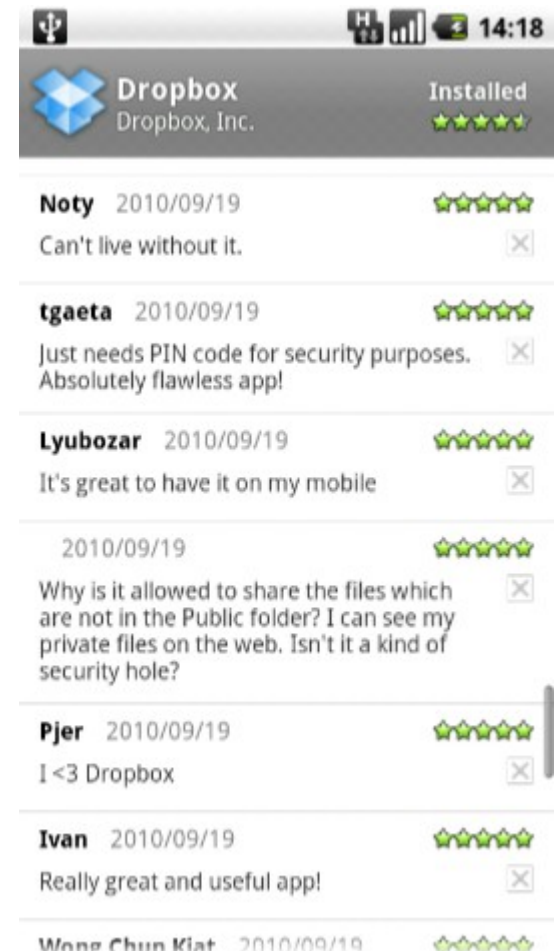 H 14:18
Dropbox Installed
Dropbox, Inc.
Noty 2010/09/19
Can't live without it.
tgaeta 2010/09/19
Just needs PIN code for security purposes.
Absolutely flawless app!
Lyubozar 2010/09/19
It's great to have it on my mobile
2010/09/19
Why is it allowed to share the files which
are not in the Public folder? I can see my
private files on the web. Isn't it a kind of
security hole?
Pjer 2010/09/19
I <3 Dropbox
Ivan 2010/09/19
Really great and useful app!
Wong Chun Kiat 2010/09/19